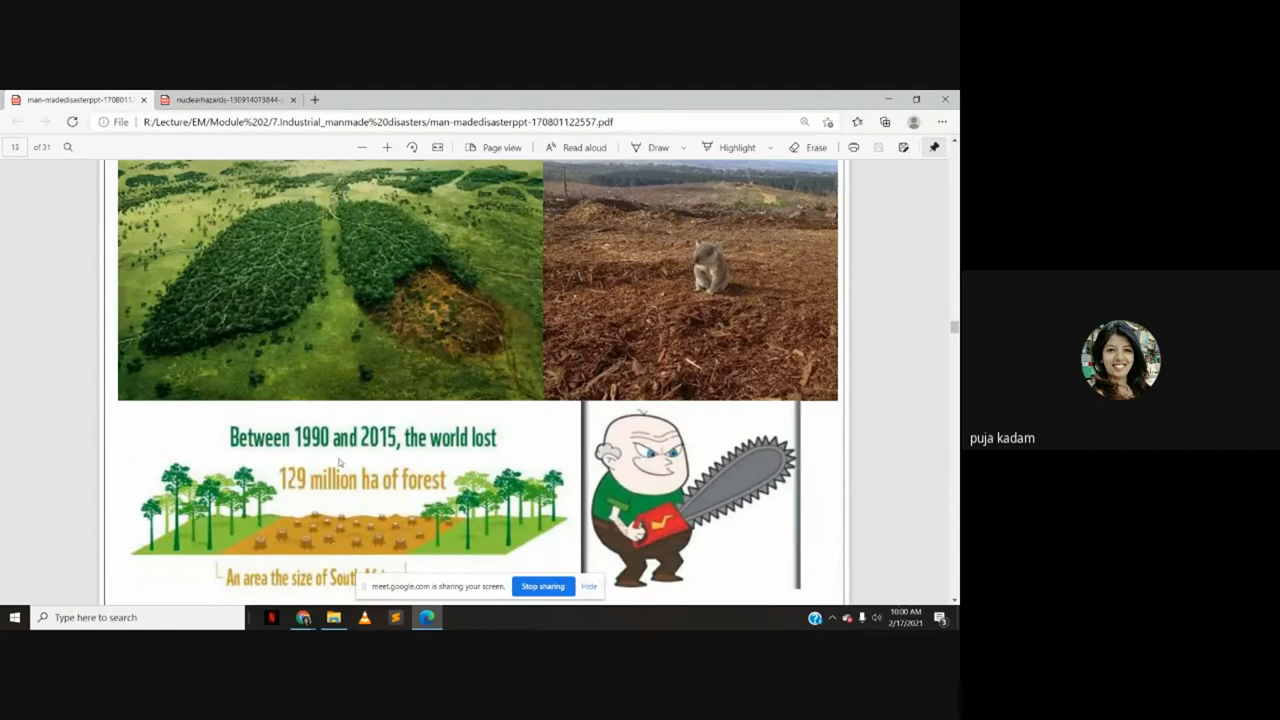 man-madedisasterppt-1708011
nuclearhazards-130914073844-
File
R:/Lecture/EM/Module%202/7.Industrial_manmade%20disasters/man-madedisasterppt-170801122557.pdf
13 of 31
Page view
Read aloud
Draw
Highlight
Erase
Between 1990 and 2015, the world lost
129 million ha of forest
An area the size of South
meet.google.com is sharing your screen.
Stop sharing
Hide
puja kadam
Type here to search
10:00 AM
2/17/2021